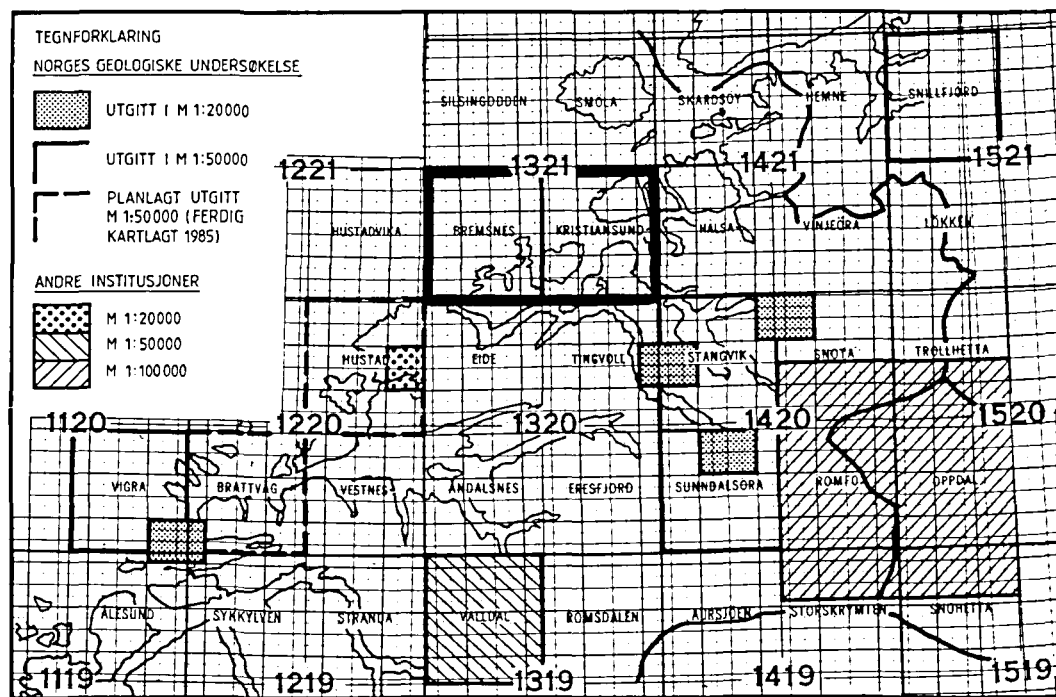 TEGNFORKLARING
NORGES GEOLOGISKE UNDERSØKELSE
UTGITT I M 1:20000
UTGITT I M 1:50000
PLANLAGT UTGITT
M 1:50000 (FERDIG
KARTLAGT 1985)
ANDRE INSTITUSJONER
M 1:20000
M 1:50000
M 1:100000
SMØLA SKARDSØY HEMNE SNILLFJORD
1221 1321 1421 1521
HUSTADVIKA BREMSNES KRISTIANSUND HALSA VINJEÖRA LØKKEN
HUSTAD EIDE TINGVOLL STANGVIK SNOTA TROLLHETTA
1120 1220 1320 1420 1520
VIGRA BRATTVÅG VESTNES ÅNDALSNES ERESFJORD SUNNDALSØRA ROMFO OPPDAL
ÅLESUND SYKKYLVEN STRANDA VALLDAL ROMSDALEN AURSJØEN STORSKRYMTEN SNØHETTA
1119 1219 1319 1419 1519